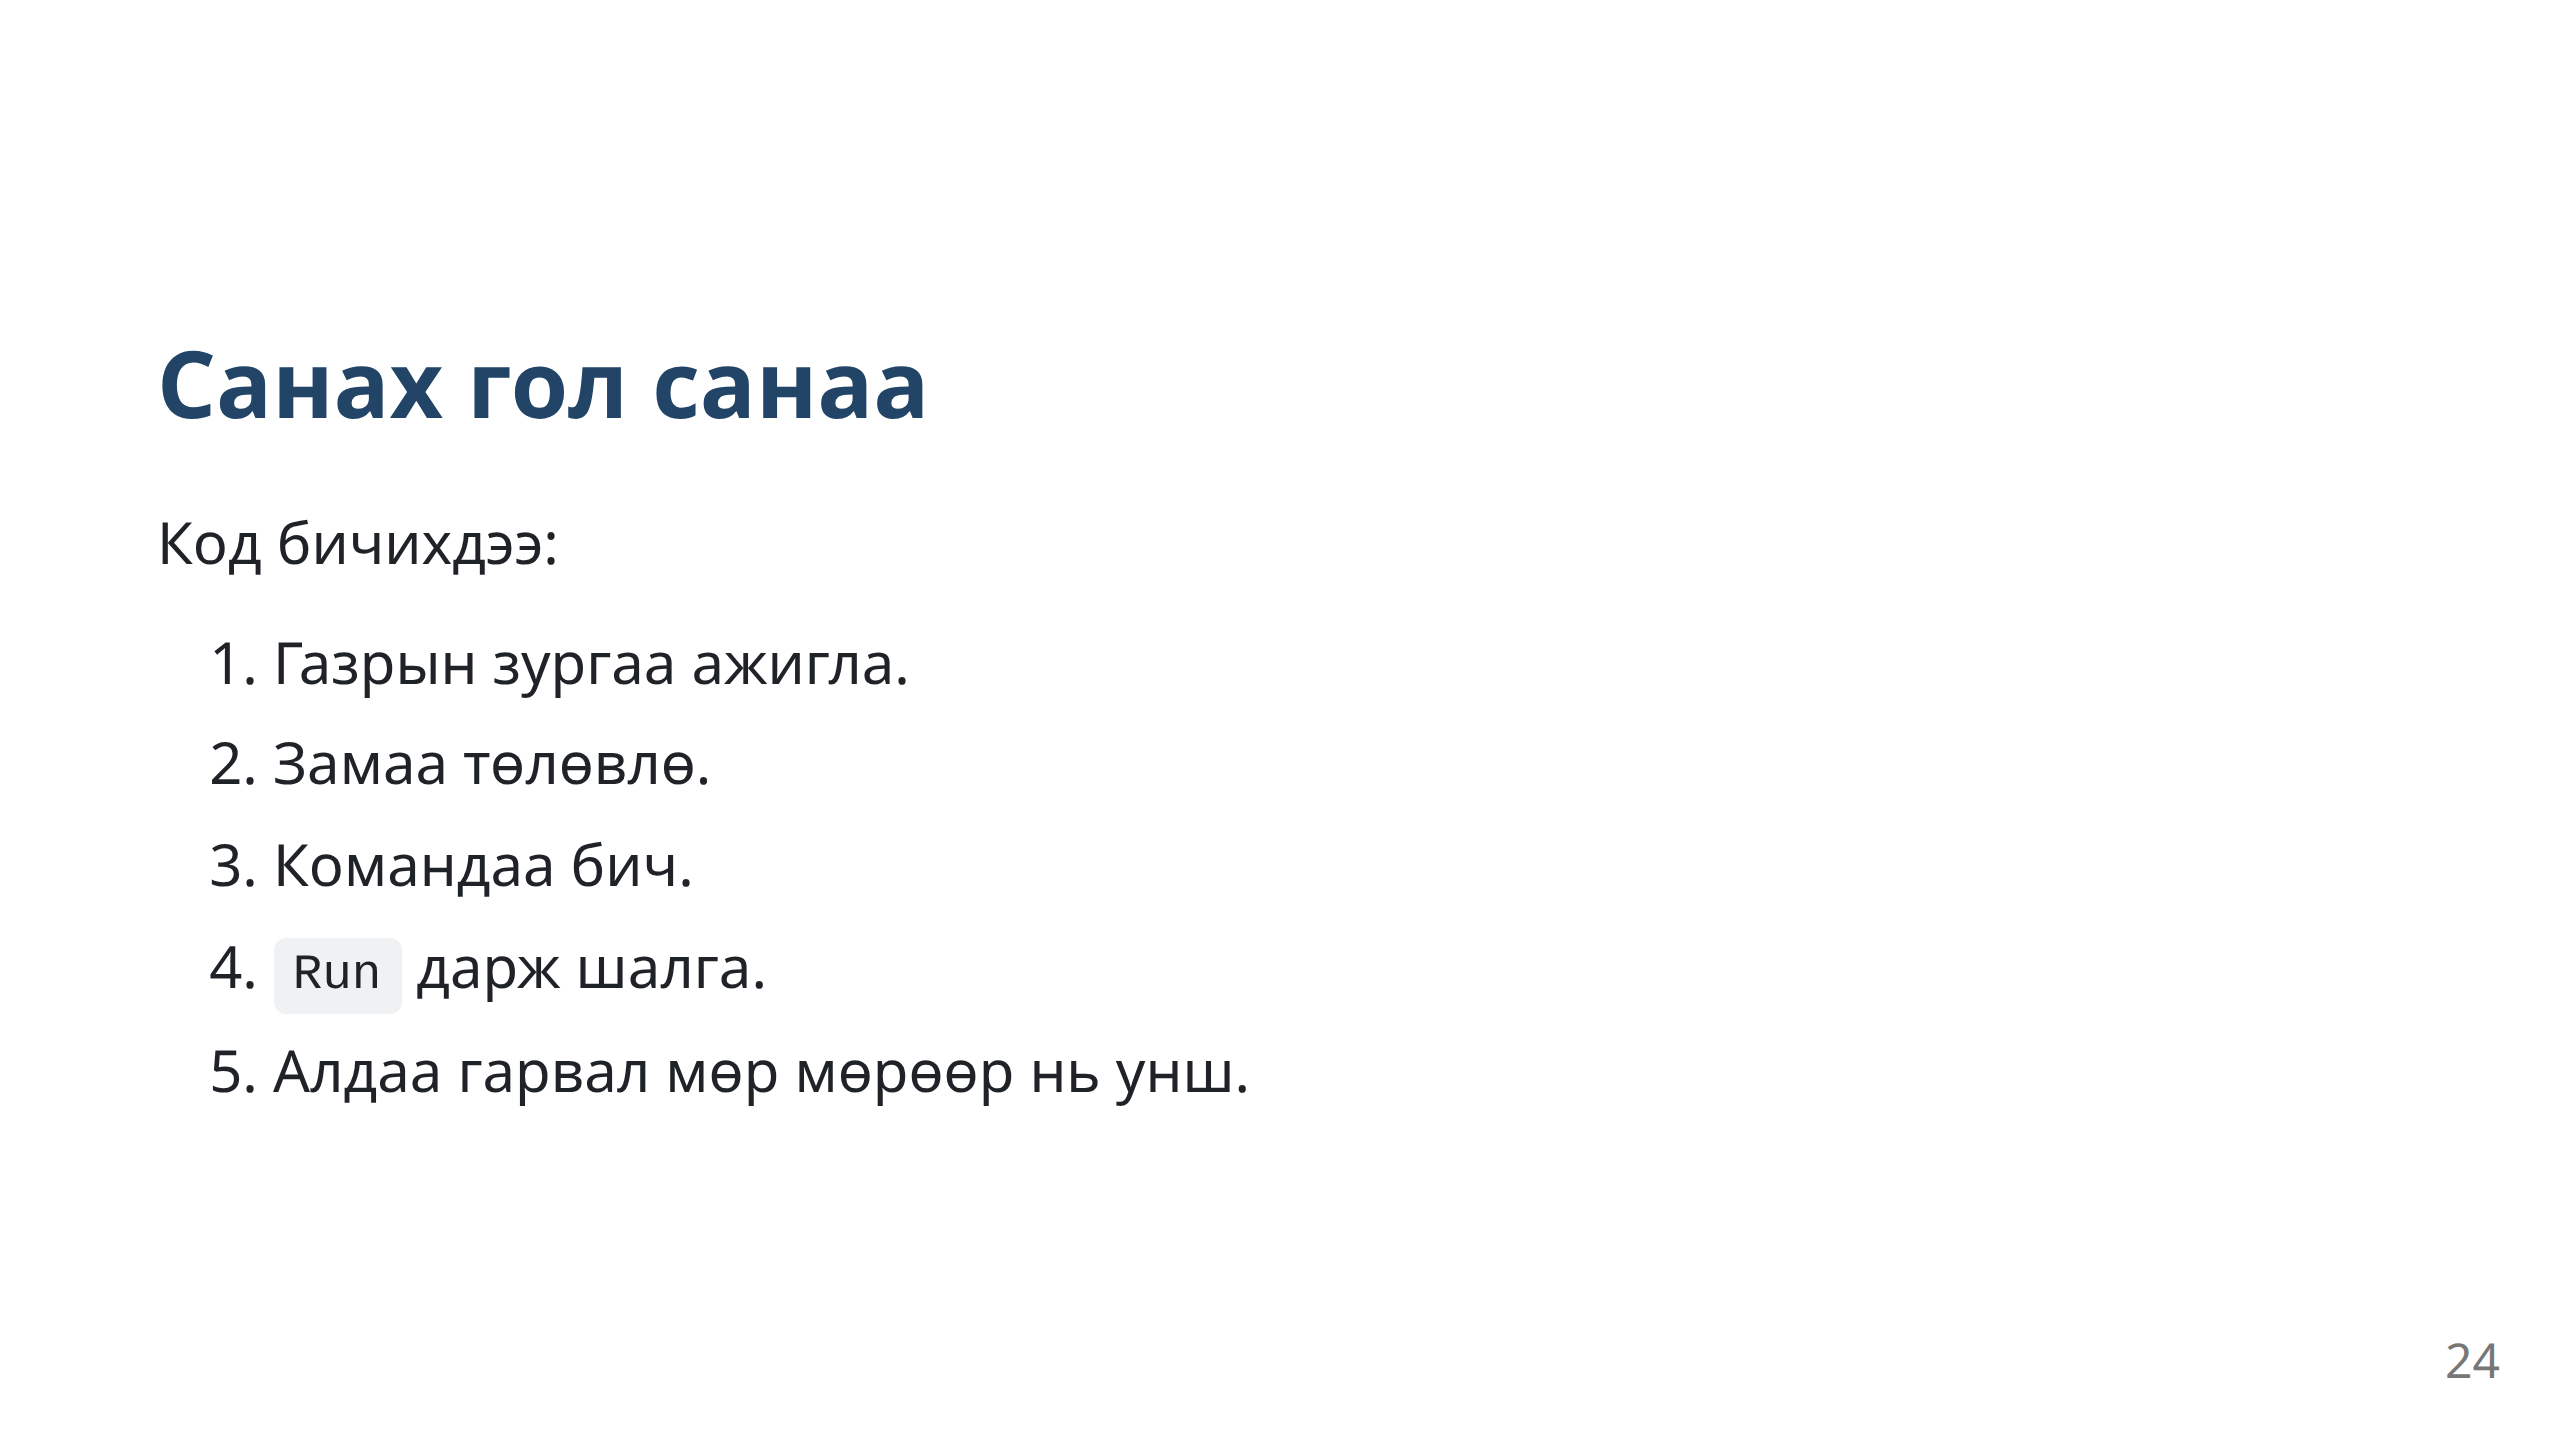 Санах гол санаа
Код бичихдээ:
1. Газрын зургаа ажигла.
2. Замаа төлөвлө.
3. Командаа бич.
4. Run дарж шалга.
5. Алдаа гарвал мөр мөрөөр нь унш.
24